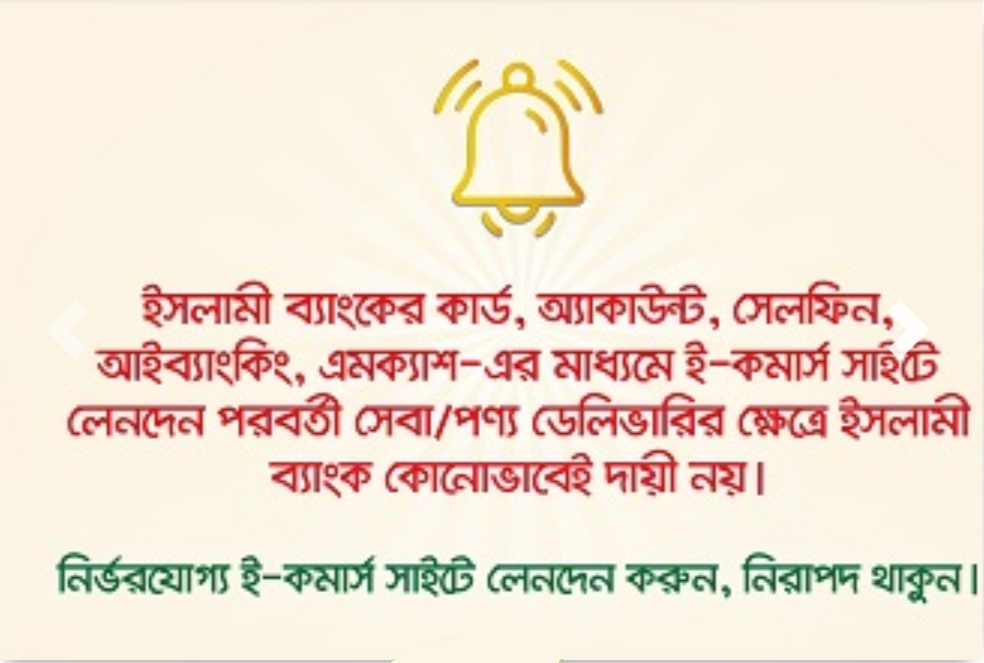 ইসলামী ব্যাংকের কার্ড, অ্যাকাউন্ট, সেলফিন,
আইব্যাংকিং, এমক্যাশ-এর মাধ্যমে ই-কমার্স সাইটে
লেনদেন পরবর্তী সেবা/পণ্য ডেলিভারির ক্ষেত্রে ইসলামী
ব্যাংক কোনোভাবেই দায়ী নয়।
নির্ভরযোগ্য ই-কমার্স সাইটে লেনদেন করুন, নিরাপদ থাকুন।